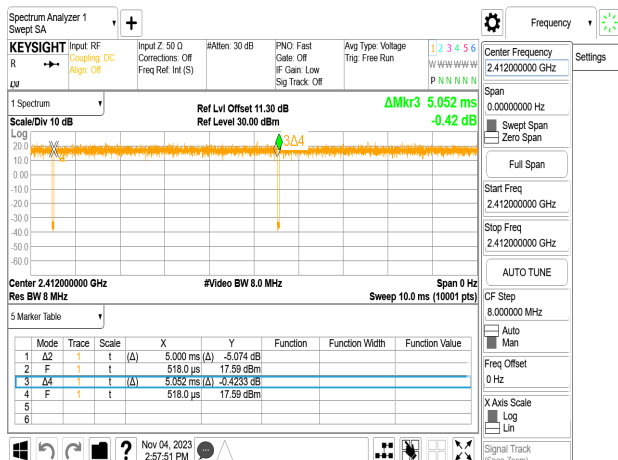 Spectrum Analyzer 1
Swept SA
Frequency
KEYSIGHT
R
Input: RF
Coupling: DC
Align: Off
Input Z: 50 Ω
Corrections: Off
Freq Ref: Int (S)
#Atten: 30 dB
PNO: Fast
Gate: Off
IF Gain: Low
Sig Track: Off
Avg Type: Voltage
Trig: Free Run
1 2 3 4 5 6
W W W W W W
P N N N N N
LXI
Center Frequency
2.412000000 GHz
Settings
Span
0.00000000 Hz
Swept Span
Zero Span
Full Span
Start Freq
2.412000000 GHz
Stop Freq
2.412000000 GHz
AUTO TUNE
CF Step
8.000000 MHz
Auto
Man
Freq Offset
0 Hz
X Axis Scale
Log
Lin
Signal Track
(Span Zoom)
1 Spectrum
Scale/Div 10 dB
Ref Lvl Offset 11.30 dB
Ref Level 30.00 dBm
ΔMkr3 5.052 ms
-0.42 dB
Log
20.0
10.0
0.00
-10.0
-20.0
-30.0
-40.0
-50.0
-60.0
3Δ4
Center 2.412000000 GHz
Res BW 8 MHz
#Video BW 8.0 MHz
Span 0 Hz
Sweep 10.0 ms (10001 pts)
5 Marker Table
Mode Trace Scale X Y Function Function Width Function Value
1 Δ2 1 t (Δ) 5.000 ms (Δ) -5.074 dB
2 F 1 t 518.0 µs 17.59 dBm
3 Δ4 1 t (Δ) 5.052 ms (Δ) -0.4233 dB
4 F 1 t 518.0 µs 17.59 dBm
5
6
?
Nov 04, 2023
2:57:51 PM